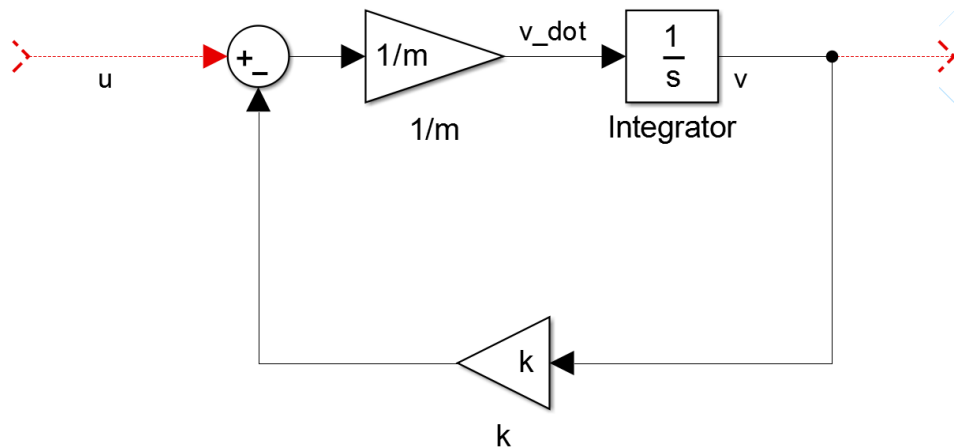 u
+
−
1/m
1/m
v_dot
1
s
Integrator
v
k
k